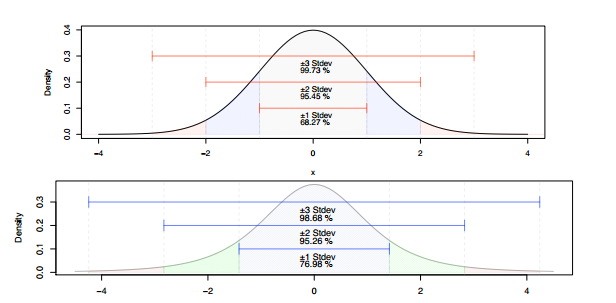 0.4
0.3
0.2
0.1
0.0
Density
±3 Stdev
99.73 %
±2 Stdev
95.45 %
±1 Stdev
68.27 %
−4 −2 0 2 4
x
0.3
0.2
0.1
0.0
Density
±3 Stdev
98.68 %
±2 Stdev
95.26 %
±1 Stdev
76.98 %
−4 −2 0 2 4